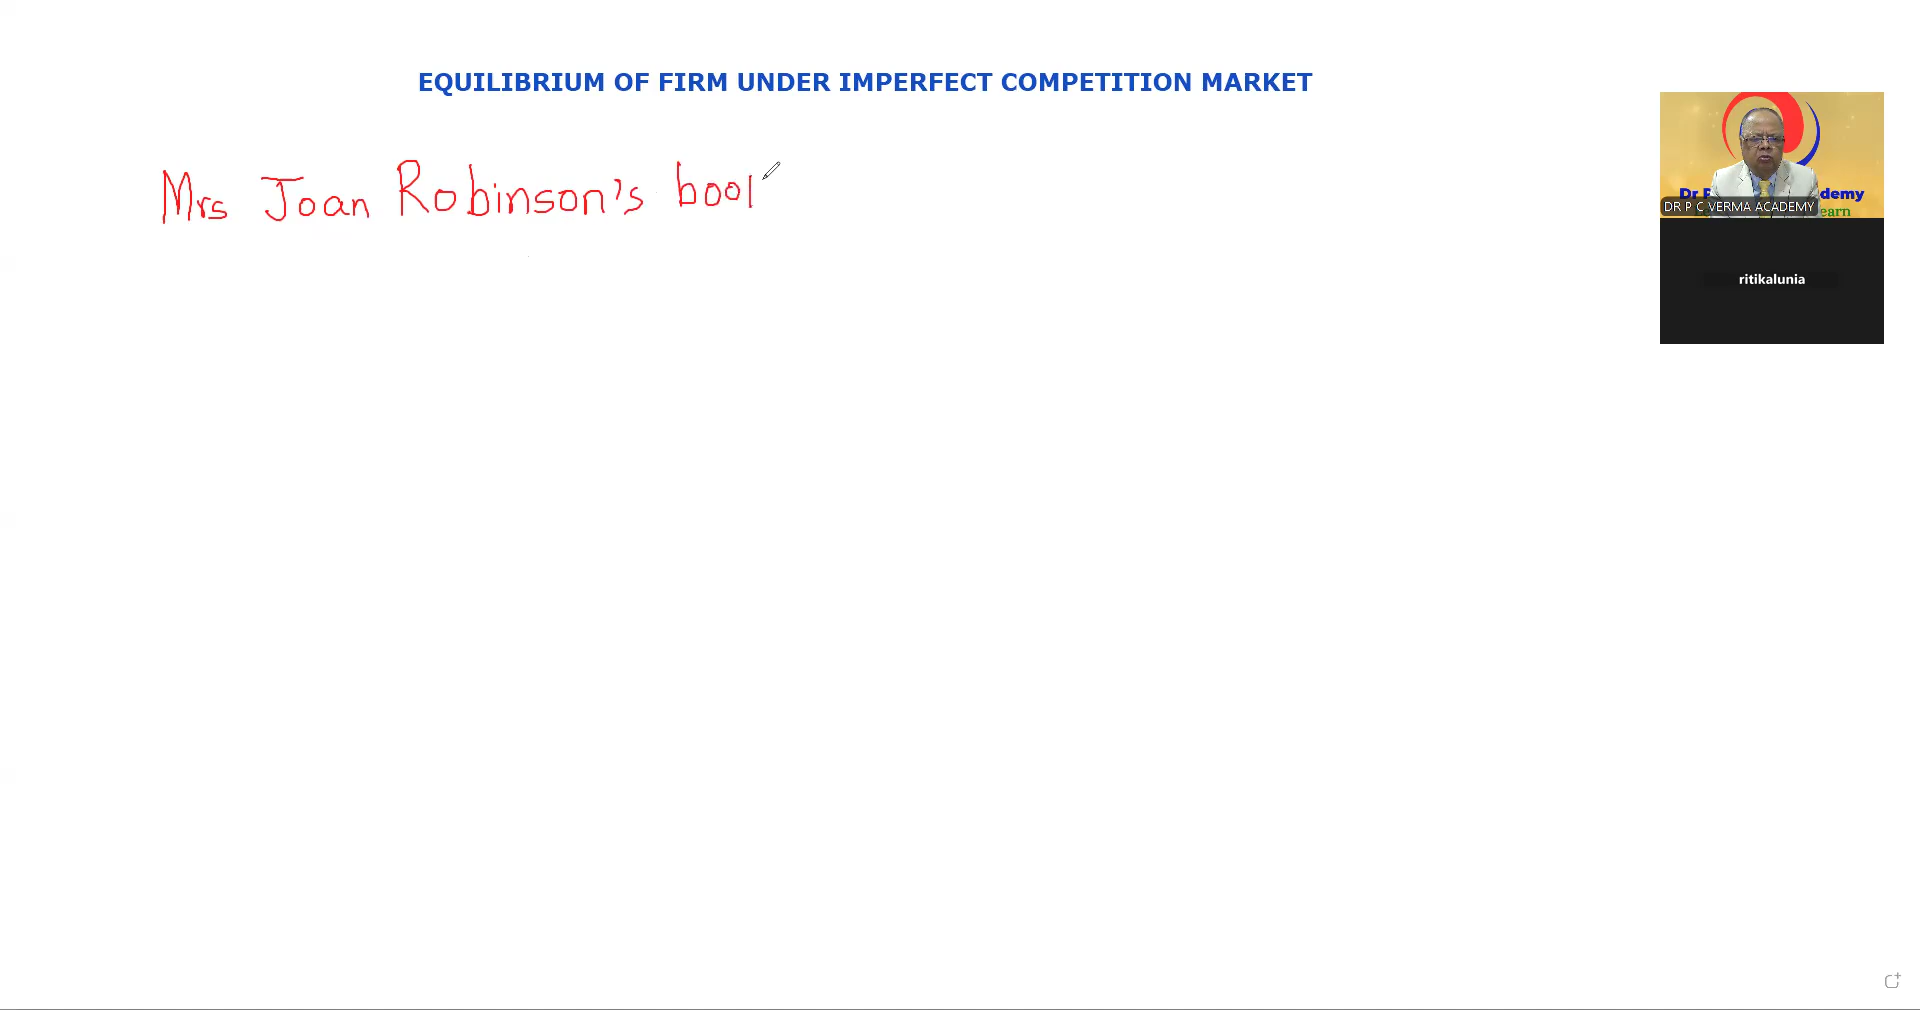 EQUILIBRIUM OF FIRM UNDER IMPERFECT COMPETITION MARKET
Mrs Joan Robinson's bool
DR P C VERMA ACADEMY
ritikalunia